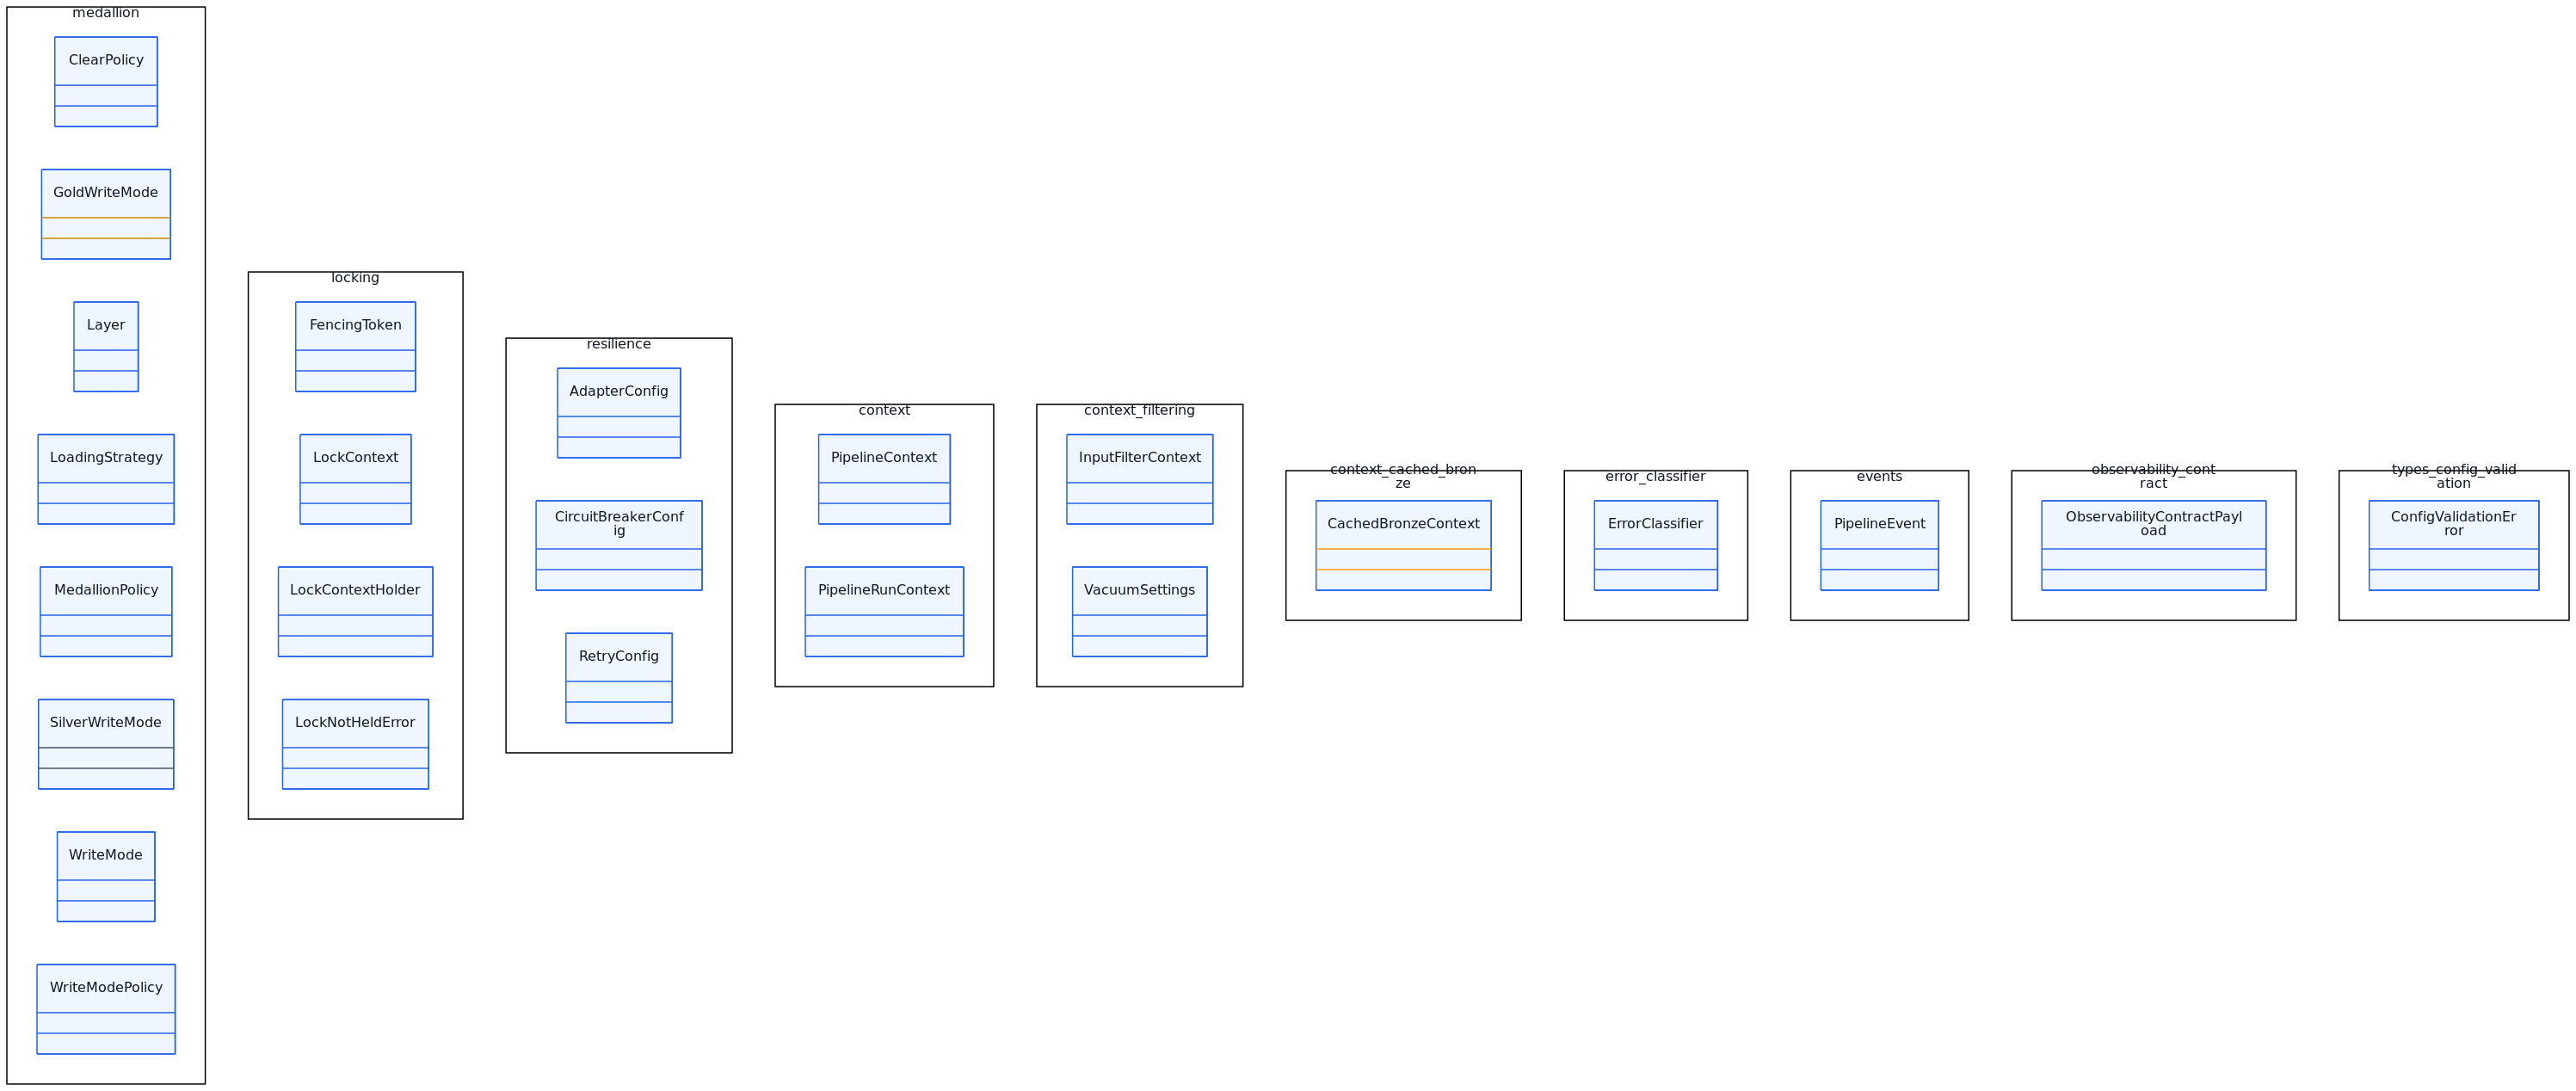 medallion
ClearPolicy
GoldWriteMode
Layer
LoadingStrategy
MedallionPolicy
SilverWriteMode
WriteMode
WriteModePolicy
locking
FencingToken
LockContext
LockContextHolder
LockNotHeldError
resilience
AdapterConfig
CircuitBreakerConf
ig
RetryConfig
context
PipelineContext
PipelineRunContext
context_filtering
InputFilterContext
VacuumSettings
context_cached_bron
ze
CachedBronzeContext
error_classifier
ErrorClassifier
events
PipelineEvent
observability_cont
ract
ObservabilityContractPayl
oad
types_config_valid
ation
ConfigValidationEr
ror